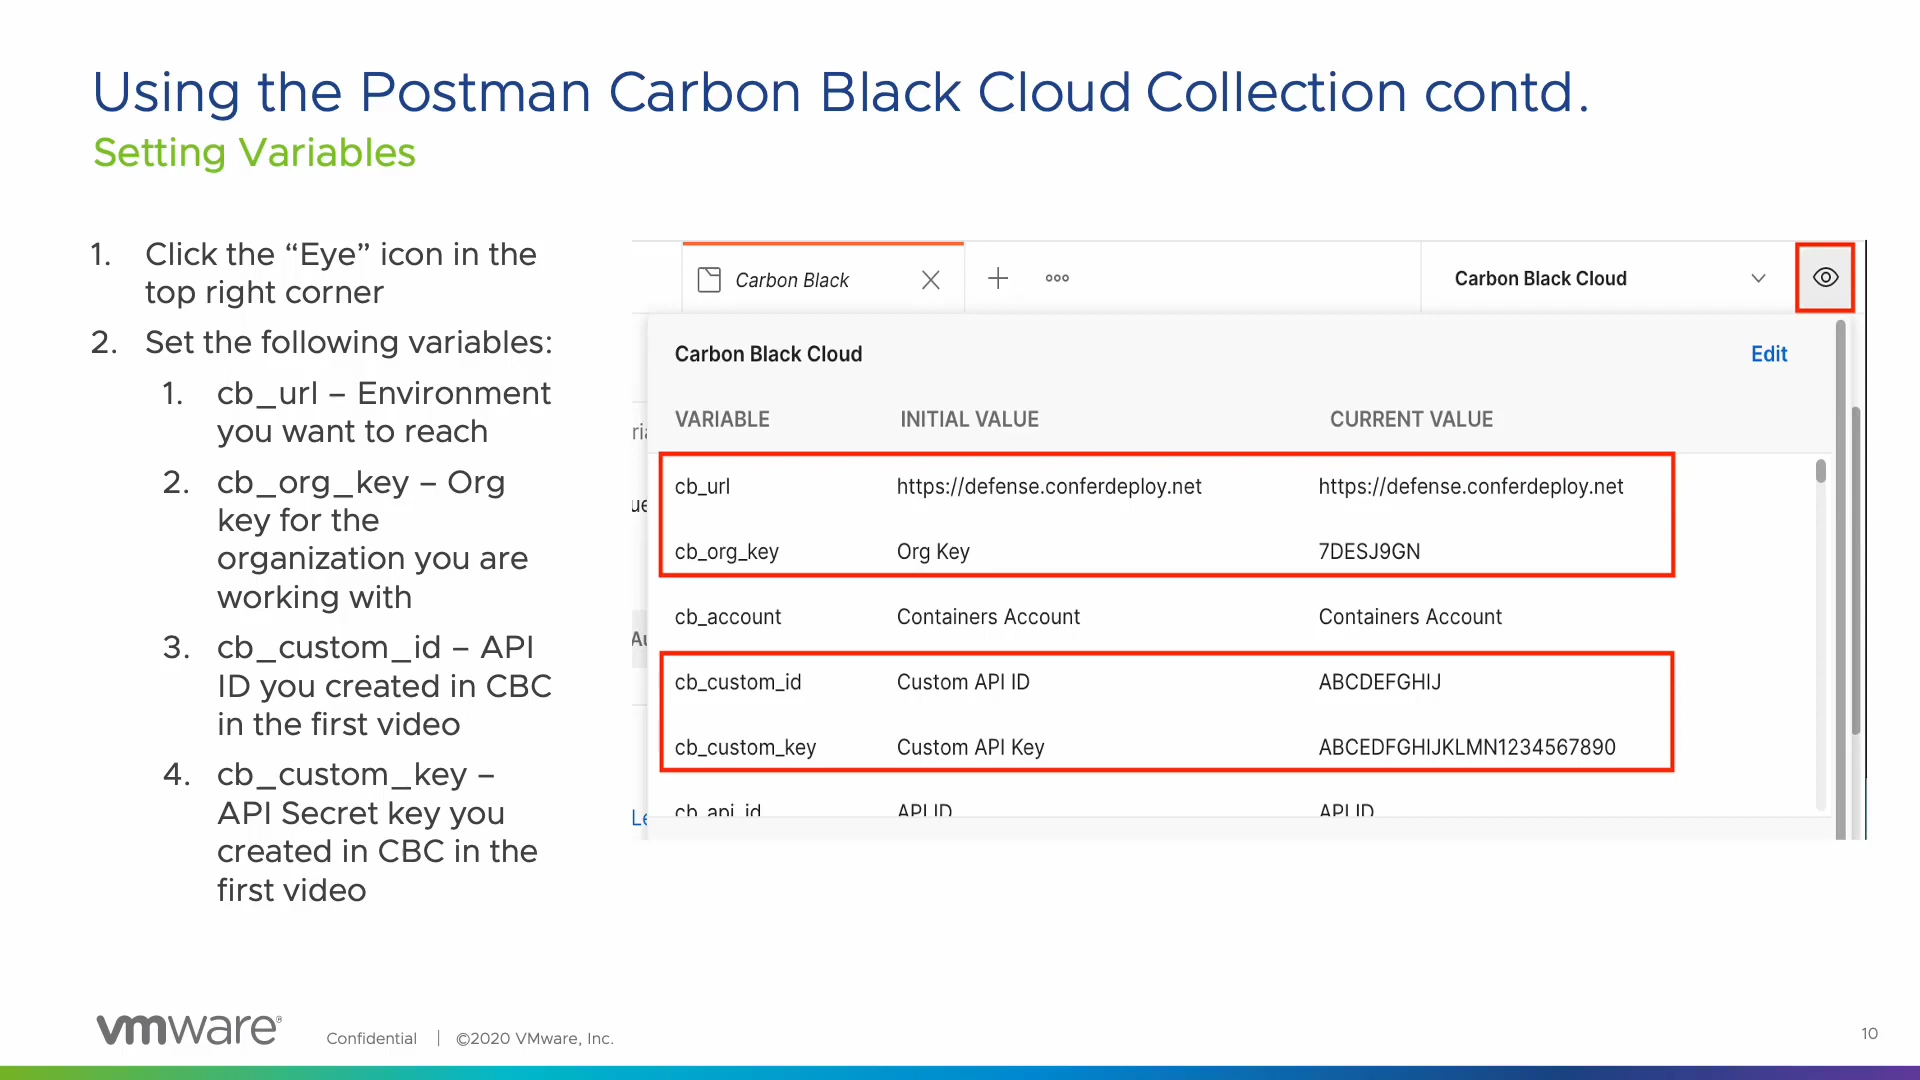 Using the Postman Carbon Black Cloud Collection contd.
Setting Variables
1. Click the “Eye” icon in the
top right corner
2. Set the following variables:
1. cb_url – Environment
you want to reach
2. cb_org_key – Org
key for the
organization you are
working with
3. cb_custom_id – API
ID you created in CBC
in the first video
4. cb_custom_key –
API Secret key you
created in CBC in the
first video
Carbon Black
Carbon Black Cloud
Carbon Black Cloud Edit
VARIABLE INITIAL VALUE CURRENT VALUE
cb_url https://defense.conferdeploy.net https://defense.conferdeploy.net
cb_org_key Org Key 7DESJ9GN
cb_account Containers Account Containers Account
cb_custom_id Custom API ID ABCDEFGHIJ
cb_custom_key Custom API Key ABCEDFGHIJKLMN1234567890
cb_api_id API ID API ID
vmware®
Confidential | ©2020 VMware, Inc.
10